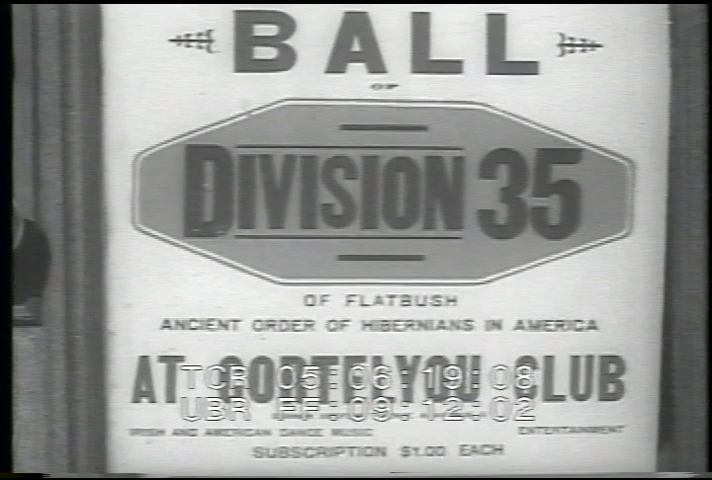 BALL
OF
DIVISION 35
OF FLATBUSH
ANCIENT ORDER OF HIBERNIANS IN AMERICA
AT CORTELYOU CLUB
TCR 05:06:19:08
UBR FF:09:12:02
IRISH AND AMERICAN DANCE MUSIC ENTERTAINMENT
SUBSCRIPTION $1.00 EACH